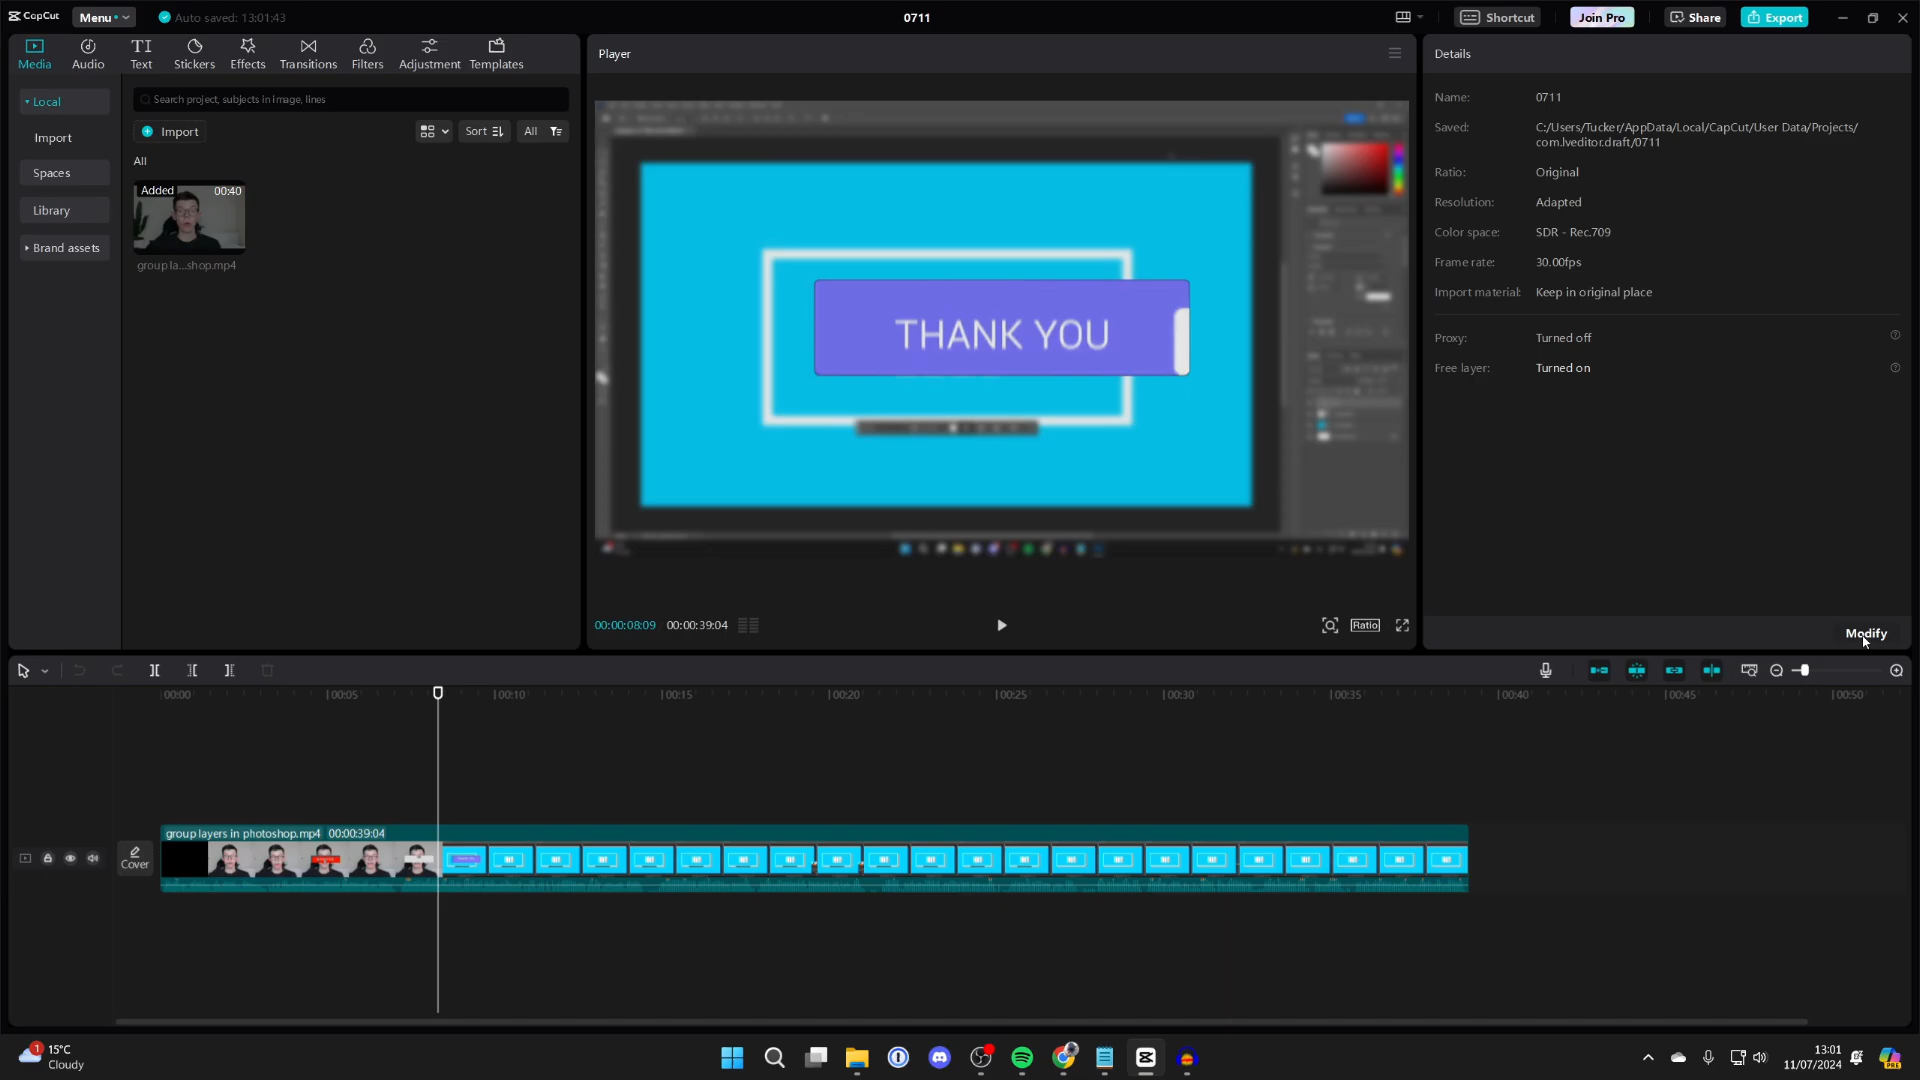 CapCut
Menu
Auto saved: 13:01:43
0711
Shortcut
Join Pro
Share
Export
Media
Audio
TI
Text
Stickers
Effects
Transitions
Filters
Adjustment
Templates
Local
Import
Spaces
Library
Brand assets
Search project, subjects in image, lines
Import
Sort
All
All
Added
00:40
group la...shop.mp4
Player
THANK YOU
00:00:08:09
00:00:39:04
Ratio
Details
Name:
0711
Saved:
C:/Users/Tucker/AppData/Local/CapCut/User Data/Projects/
com.lveditor.draft/0711
Ratio:
Original
Resolution:
Adapted
Color space:
SDR - Rec.709
Frame rate:
30.00fps
Import material:
Keep in original place
Proxy:
Turned off
Free layer:
Turned on
Modify
00:00
00:05
00:10
00:15
00:20
00:25
00:30
00:35
00:40
00:45
00:50
Cover
group layers in photoshop.mp4 00:00:39:04
1
15°C
Cloudy
13:01
11/07/2024
PRE